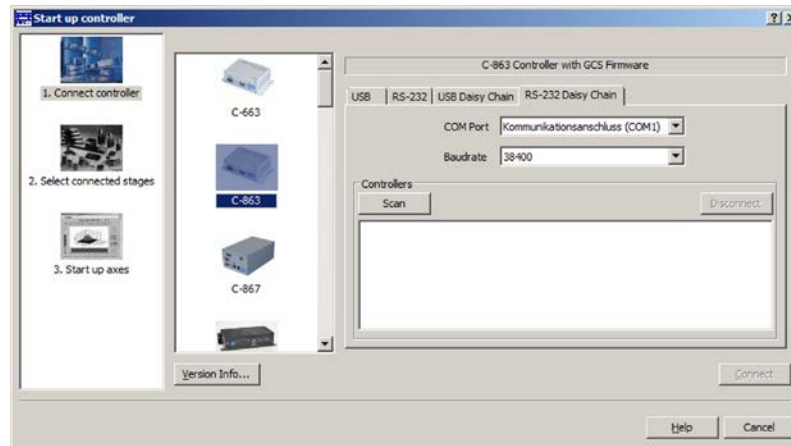 Start up controller
1. Connect controller
2. Select connected stages
3. Start up axes
C-663
C-863
C-867
Version Info...
C-863 Controller with GCS Firmware
USB
RS-232
USB Daisy Chain
RS-232 Daisy Chain
COM Port
Kommunikationsanschluss (COM1)
Baudrate
38400
Controllers
Scan
Disconnect
Connect
Help
Cancel